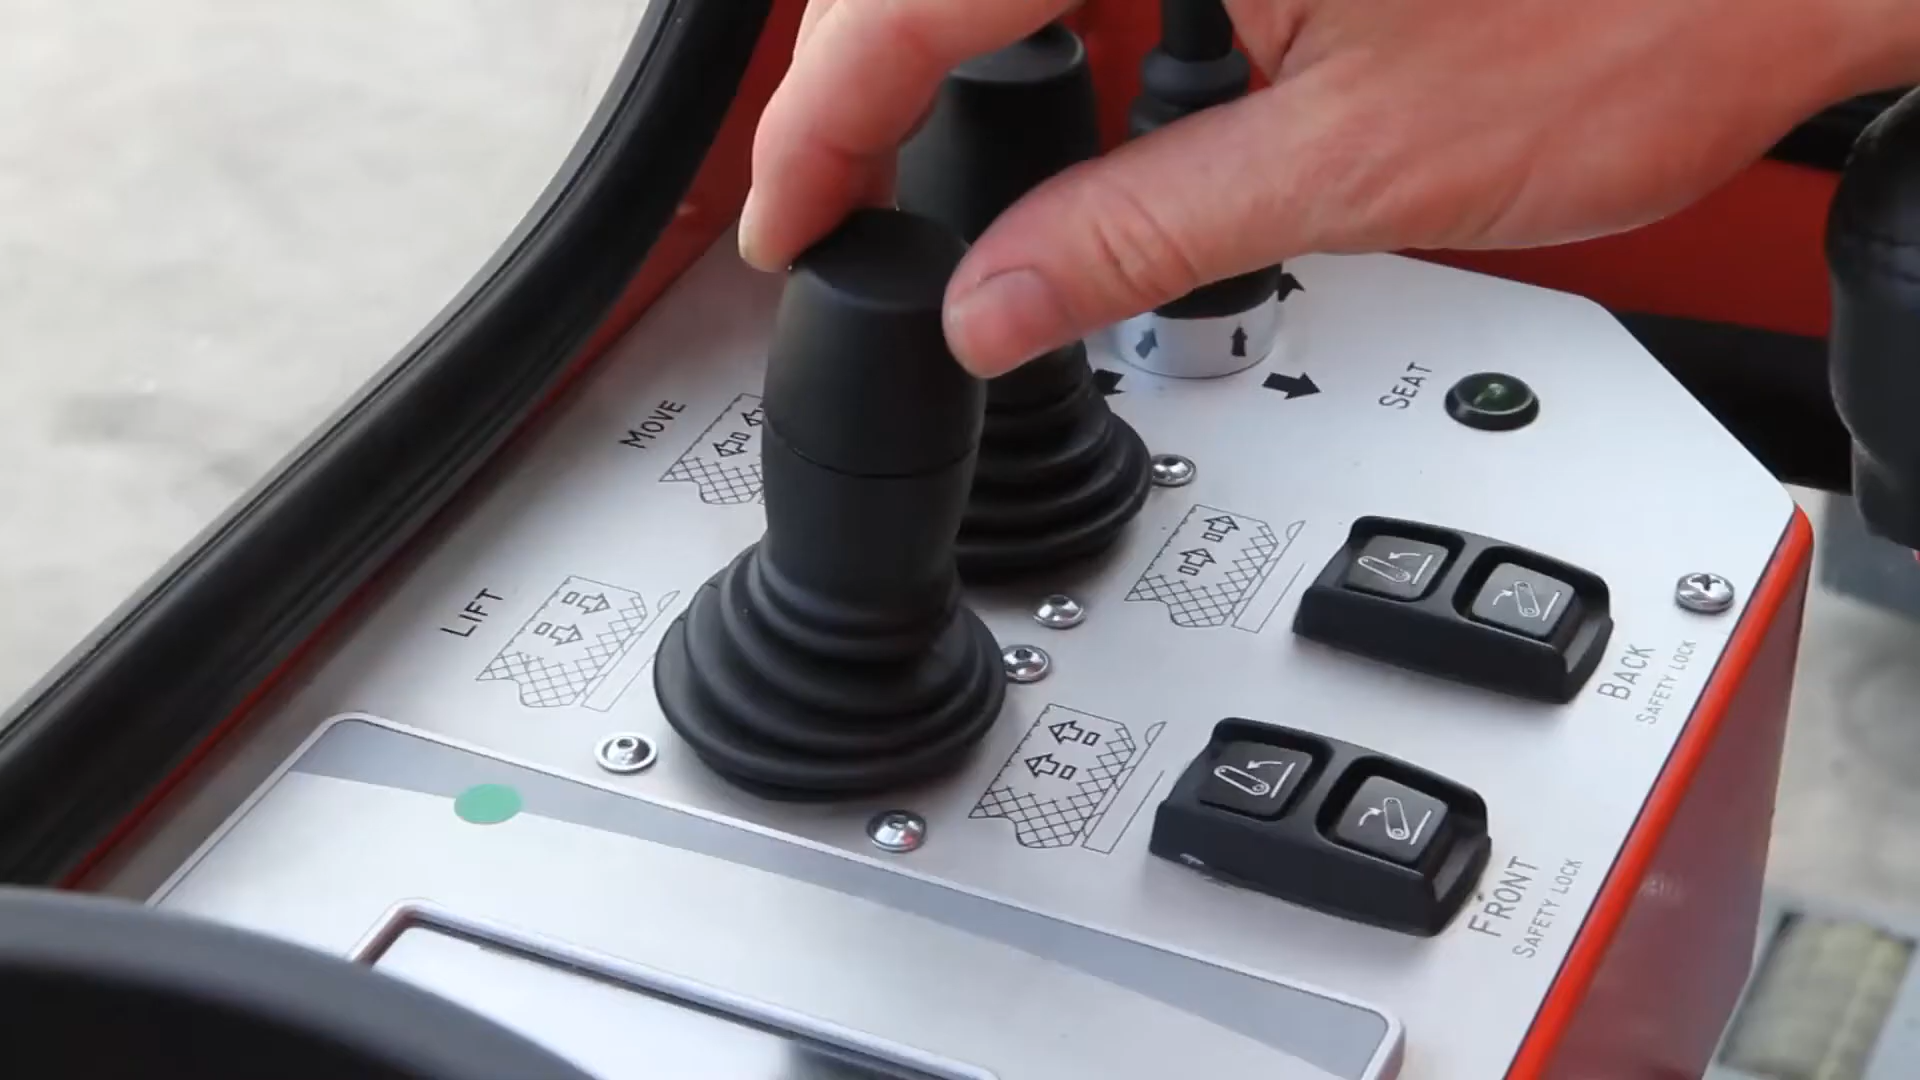 MOVE
SEAT
LIFT
BACK
SAFETY LOCK
FRONT
SAFETY LOCK